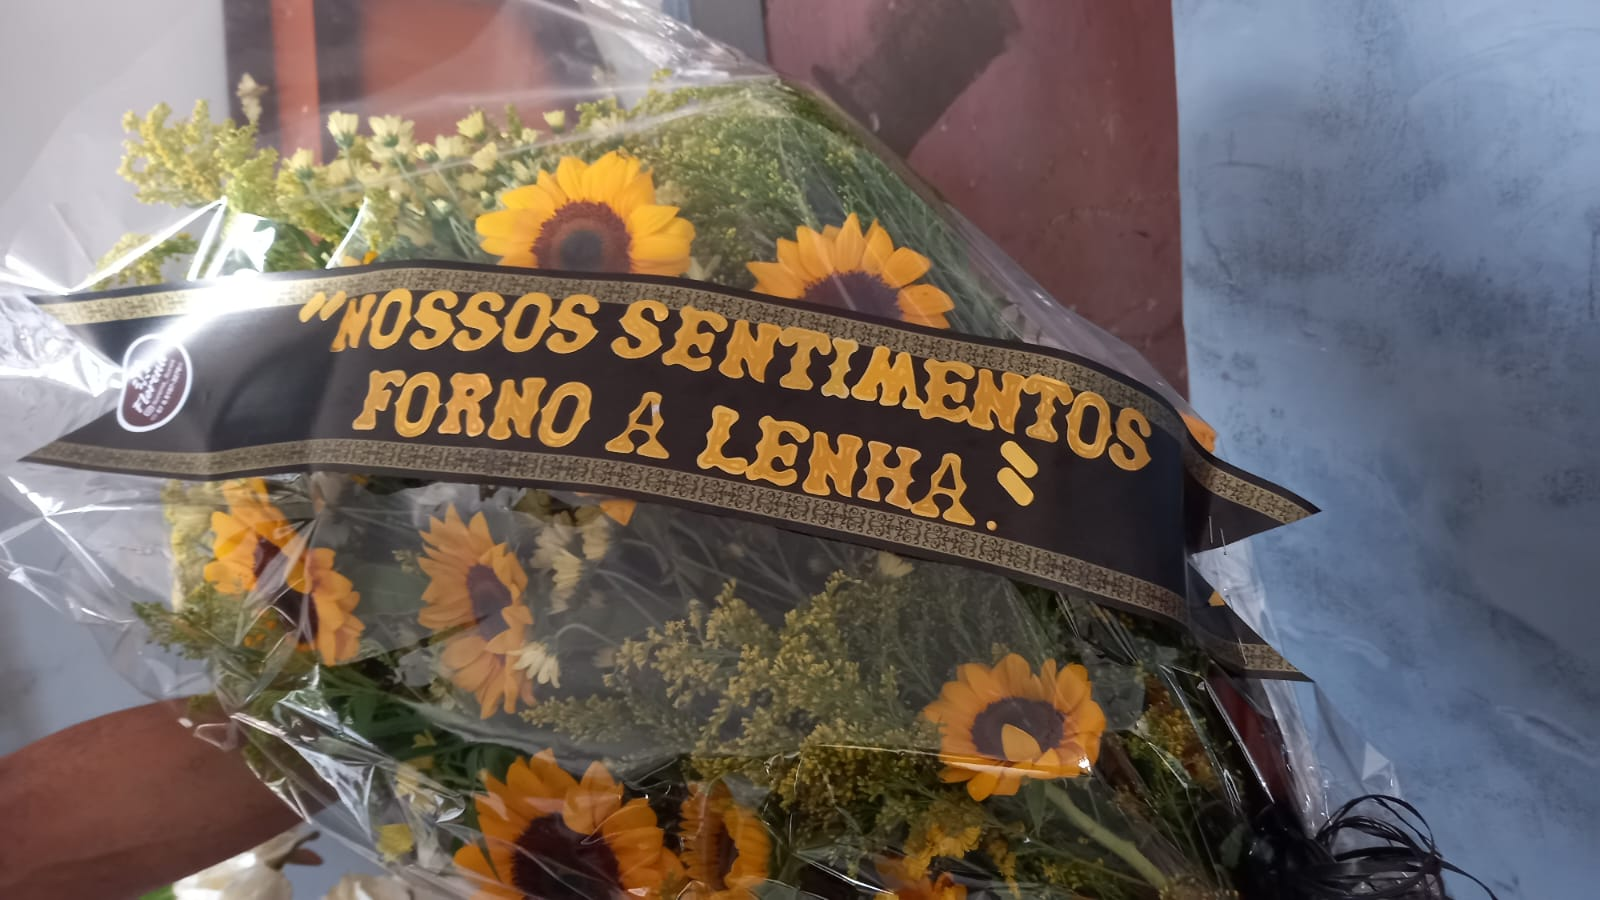 "NOSSOS SENTIMENTOS
FORNO A LENHA."